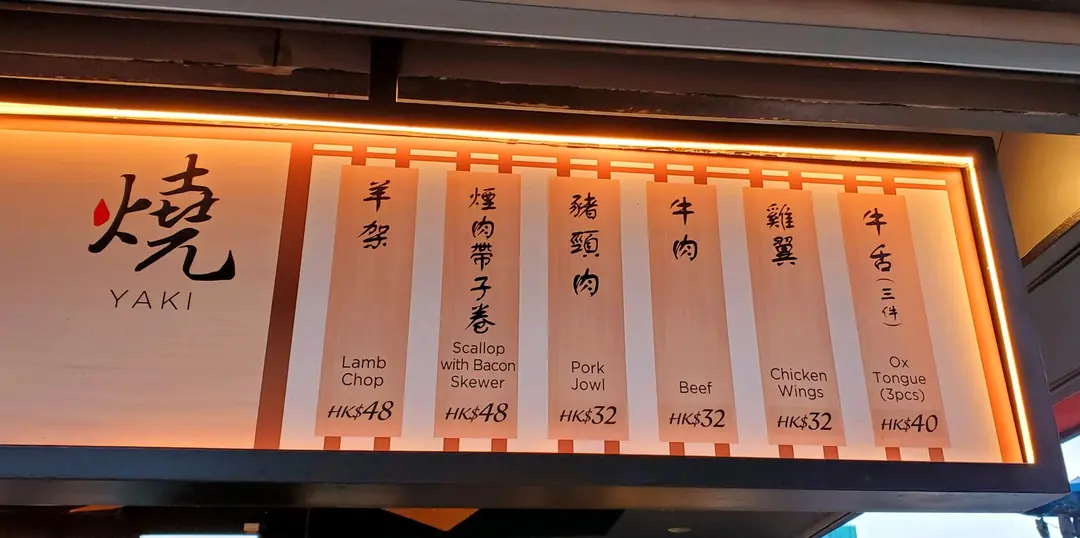 燒
YAKI
羊架
Lamb
Chop
HK$48
煙肉帶子卷
Scallop
with Bacon
Skewer
HK$48
豬頸肉
Pork
Jowl
HK$32
牛肉
Beef
HK$32
雞翼
Chicken
Wings
HK$32
牛舌(三件)
Ox
Tongue
(3pcs)
HK$40